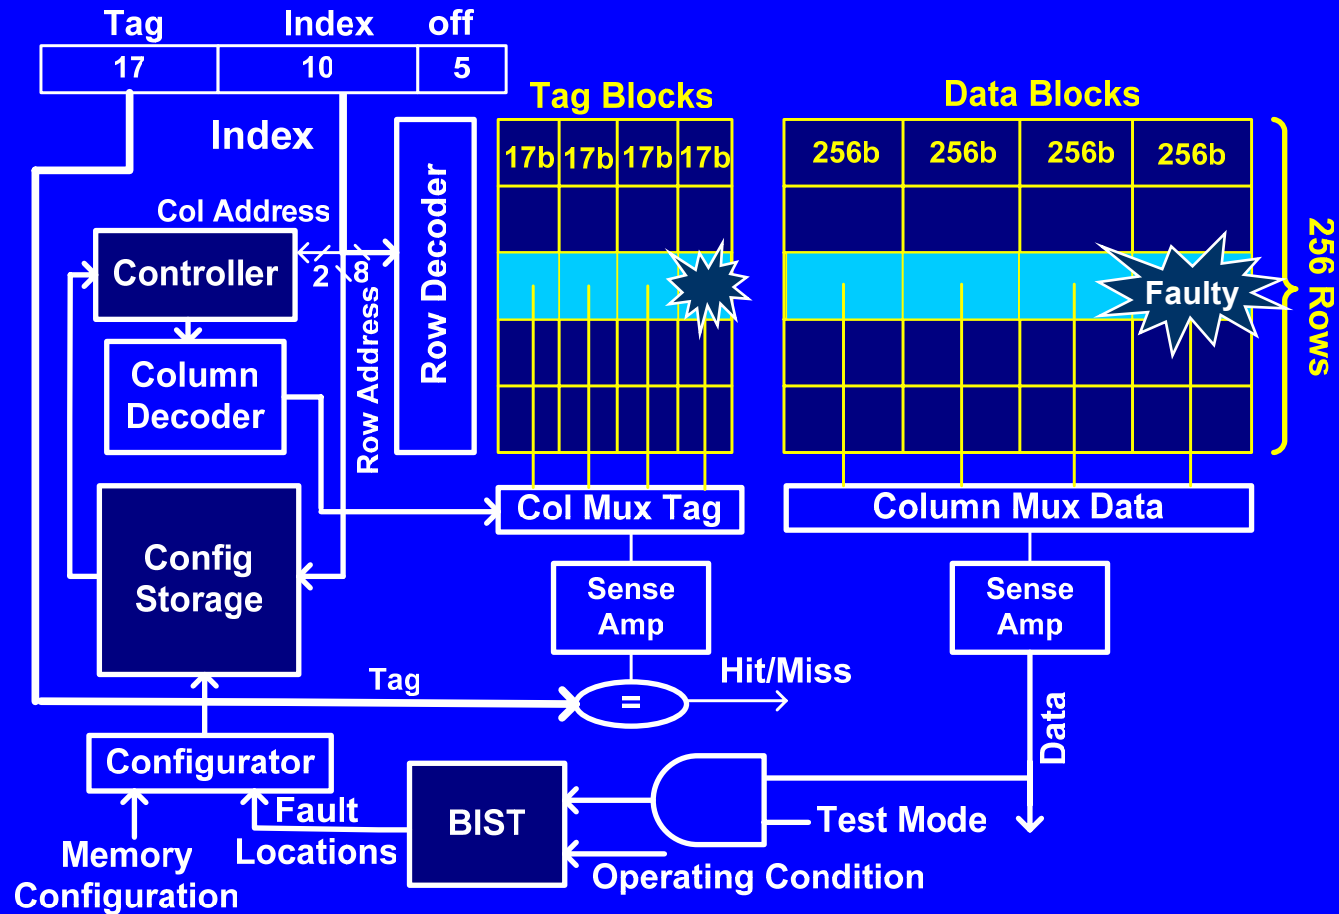 Tag Index off
17 10 5
Tag Blocks
Data Blocks
Index
17b 17b 17b 17b
256b 256b 256b 256b
Col Address
Controller
2 8
Row Address
Row Decoder
Faulty
256 Rows
Column
Decoder
Col Mux Tag
Column Mux Data
Config
Storage
Sense
Amp
Sense
Amp
Tag
=
Hit/Miss
Data
Configurator
Fault
Locations
BIST
Test Mode
Operating Condition
Memory
Configuration